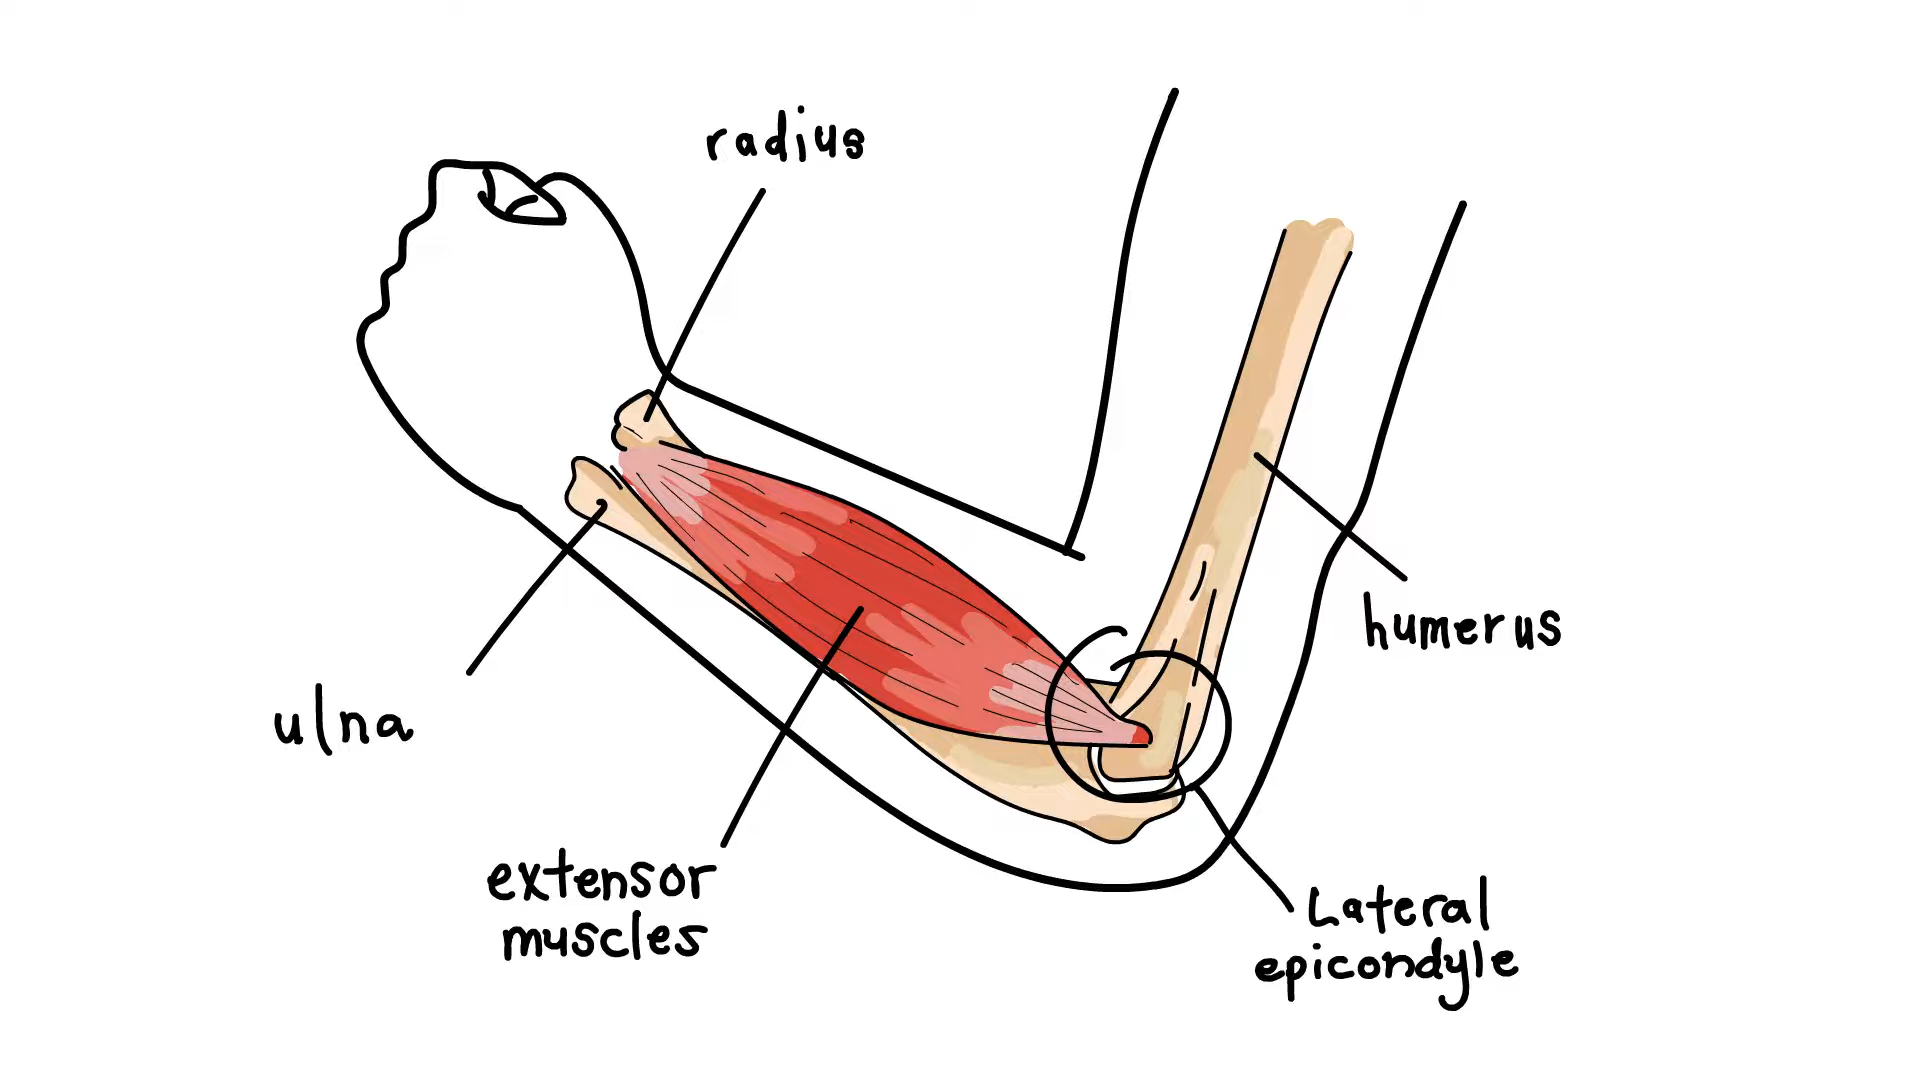 radius
humerus
ulna
extensor
muscles
Lateral
epicondyle